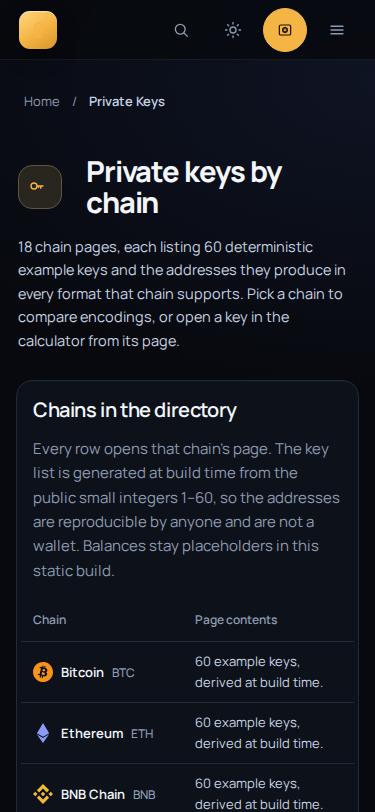 Home / Private Keys
Private keys by
chain
18 chain pages, each listing 60 deterministic
example keys and the addresses they produce in
every format that chain supports. Pick a chain to
compare encodings, or open a key in the
calculator from its page.
Chains in the directory
Every row opens that chain's page. The key
list is generated at build time from the
public small integers 1–60, so the addresses
are reproducible by anyone and are not a
wallet. Balances stay placeholders in this
static build.
Chain Page contents
Bitcoin BTC 60 example keys,
derived at build time.
Ethereum ETH 60 example keys,
derived at build time.
BNB Chain BNB 60 example keys,
derived at build time.